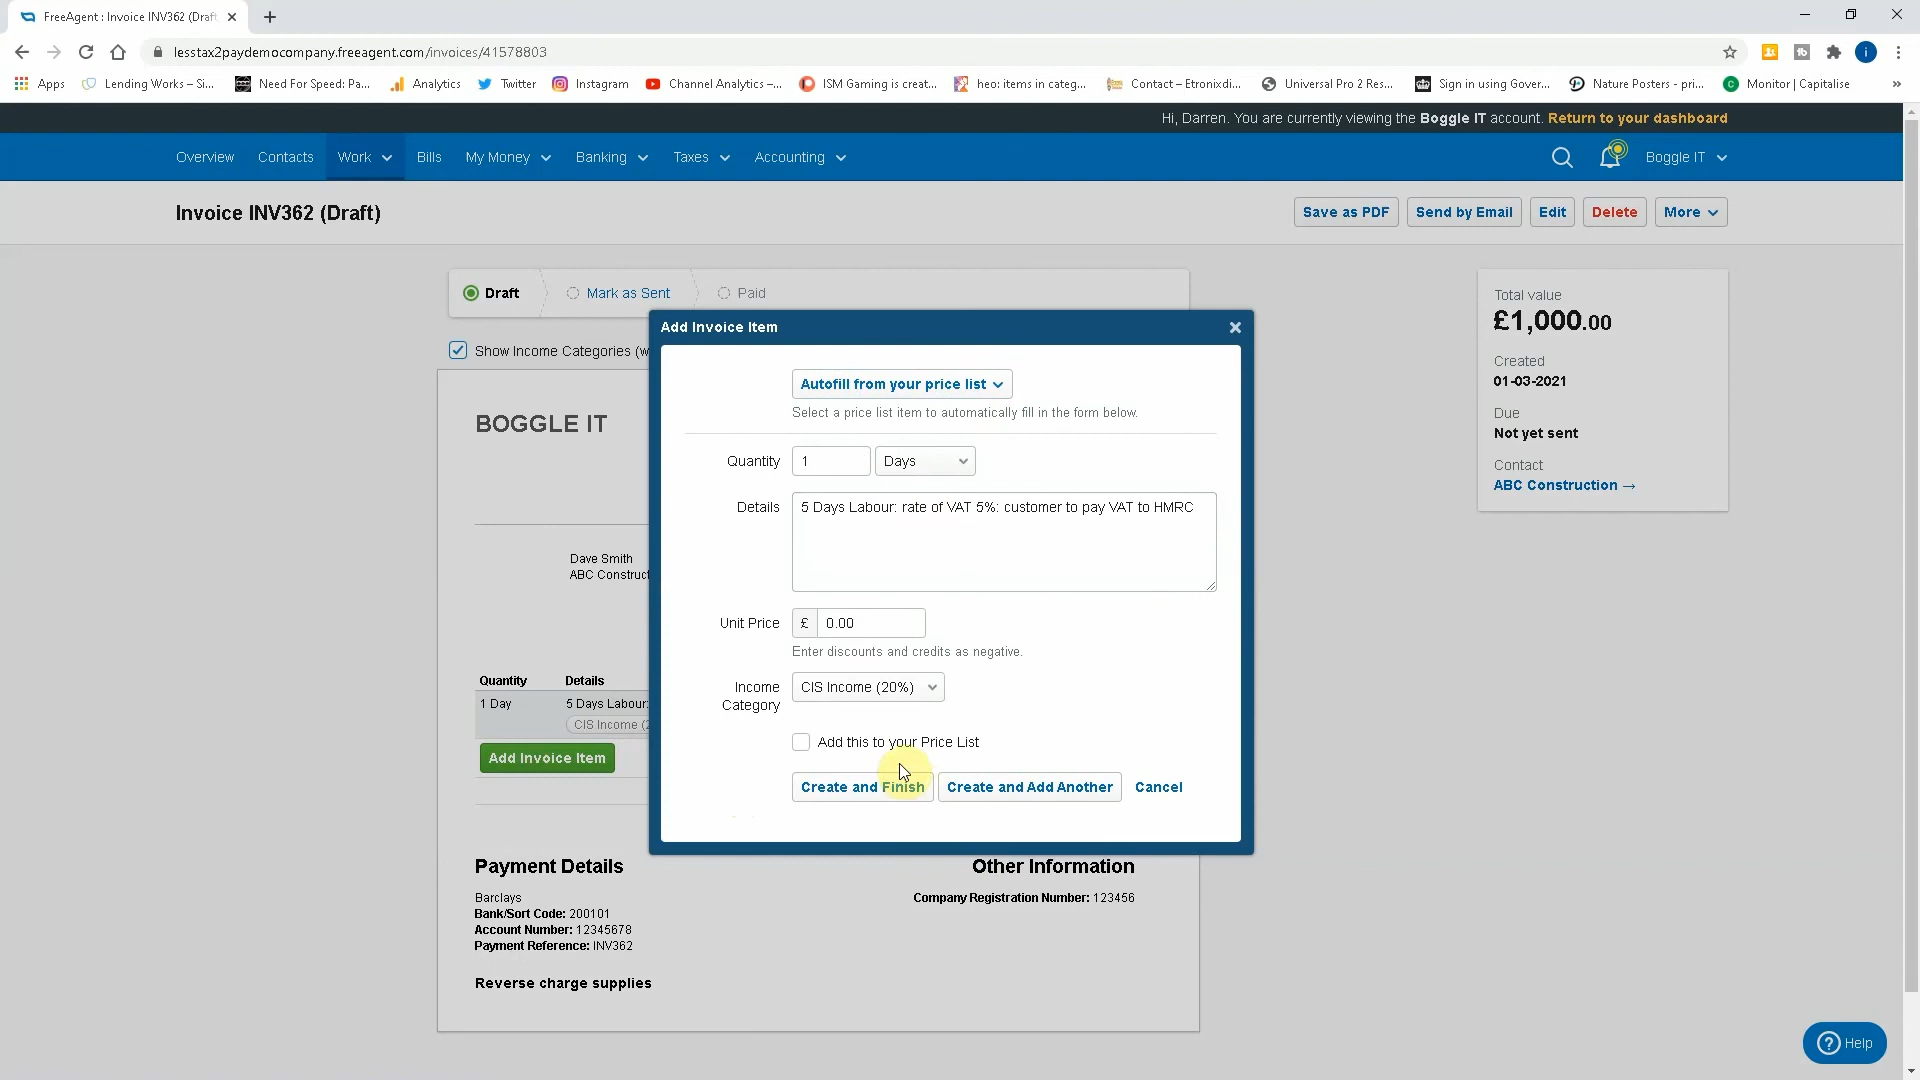 FreeAgent : Invoice INV362 (Draft
lesstax2paydemocompany.freeagent.com/invoices/41578803
Apps
Lending Works – Si...
Need For Speed: Pa...
Analytics
Twitter
Instagram
Channel Analytics –...
ISM Gaming is creat...
heo: items in categ...
Contact – Etronixdi...
Universal Pro 2 Res...
Sign in using Gover...
Nature Posters - pri...
Monitor | Capitalise
Hi, Darren. You are currently viewing the Boggle IT account. Return to your dashboard
Overview
Contacts
Work
Bills
My Money
Banking
Taxes
Accounting
Boggle IT
Invoice INV362 (Draft)
Save as PDF
Send by Email
Edit
Delete
More
Draft
Mark as Sent
Paid
Show Income Categories (w
Total value
£1,000.00
Created
01-03-2021
Due
Not yet sent
Contact
ABC Construction →
BOGGLE IT
Dave Smith
ABC Construct
Quantity
Details
1 Day
5 Days Labour:
CIS Income (2
Add Invoice Item
Add Invoice Item
Autofill from your price list
Select a price list item to automatically fill in the form below.
Quantity
1
Days
Details
5 Days Labour: rate of VAT 5%: customer to pay VAT to HMRC
Unit Price
£
0.00
Enter discounts and credits as negative.
Income
Category
CIS Income (20%)
Add this to your Price List
Create and Finish
Create and Add Another
Cancel
Payment Details
Barclays
Bank/Sort Code: 200101
Account Number: 12345678
Payment Reference: INV362
Other Information
Company Registration Number: 123456
Reverse charge supplies
Help